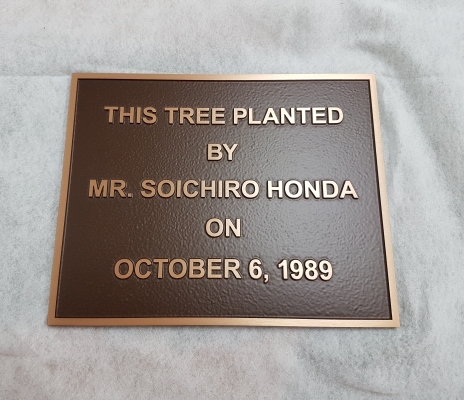 THIS TREE PLANTED
BY
MR. SOICHIRO HONDA
ON
OCTOBER 6, 1989